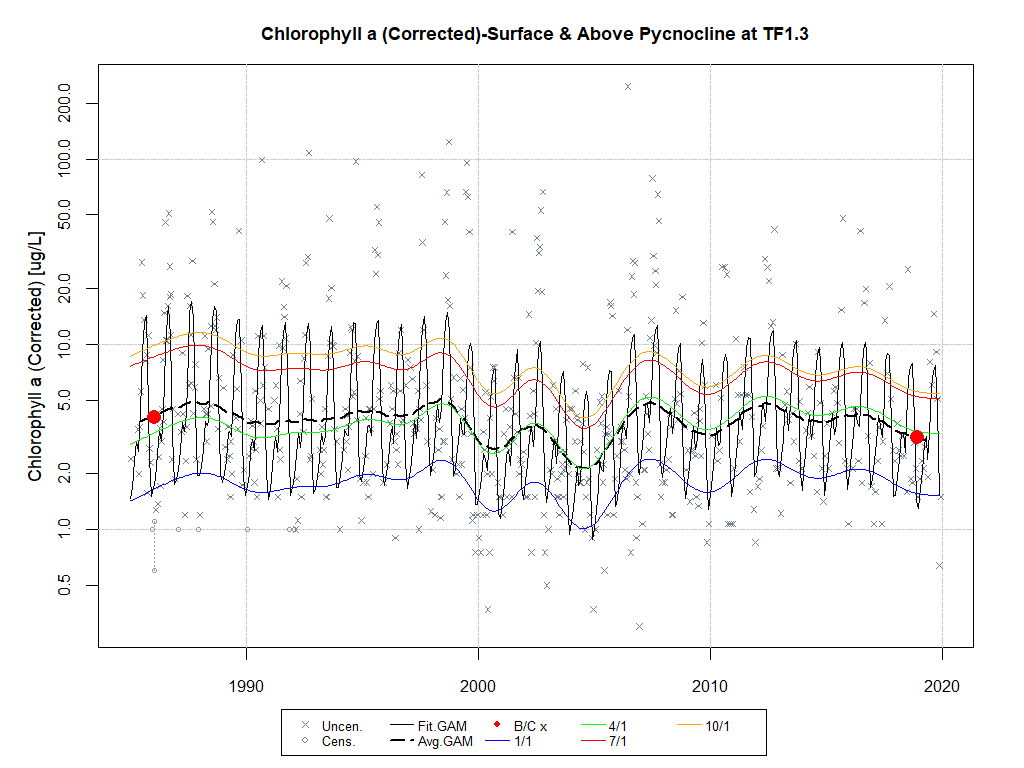 Chlorophyll a (Corrected)-Surface & Above Pycnocline at TF1.3
Chlorophyll a (Corrected) [ug/L]
200.0
100.0
50.0
20.0
10.0
5.0
2.0
1.0
0.5
1990 2000 2010 2020
Uncen. Fit.GAM B/C x 4/1 10/1
Cens. Avg.GAM 1/1 7/1